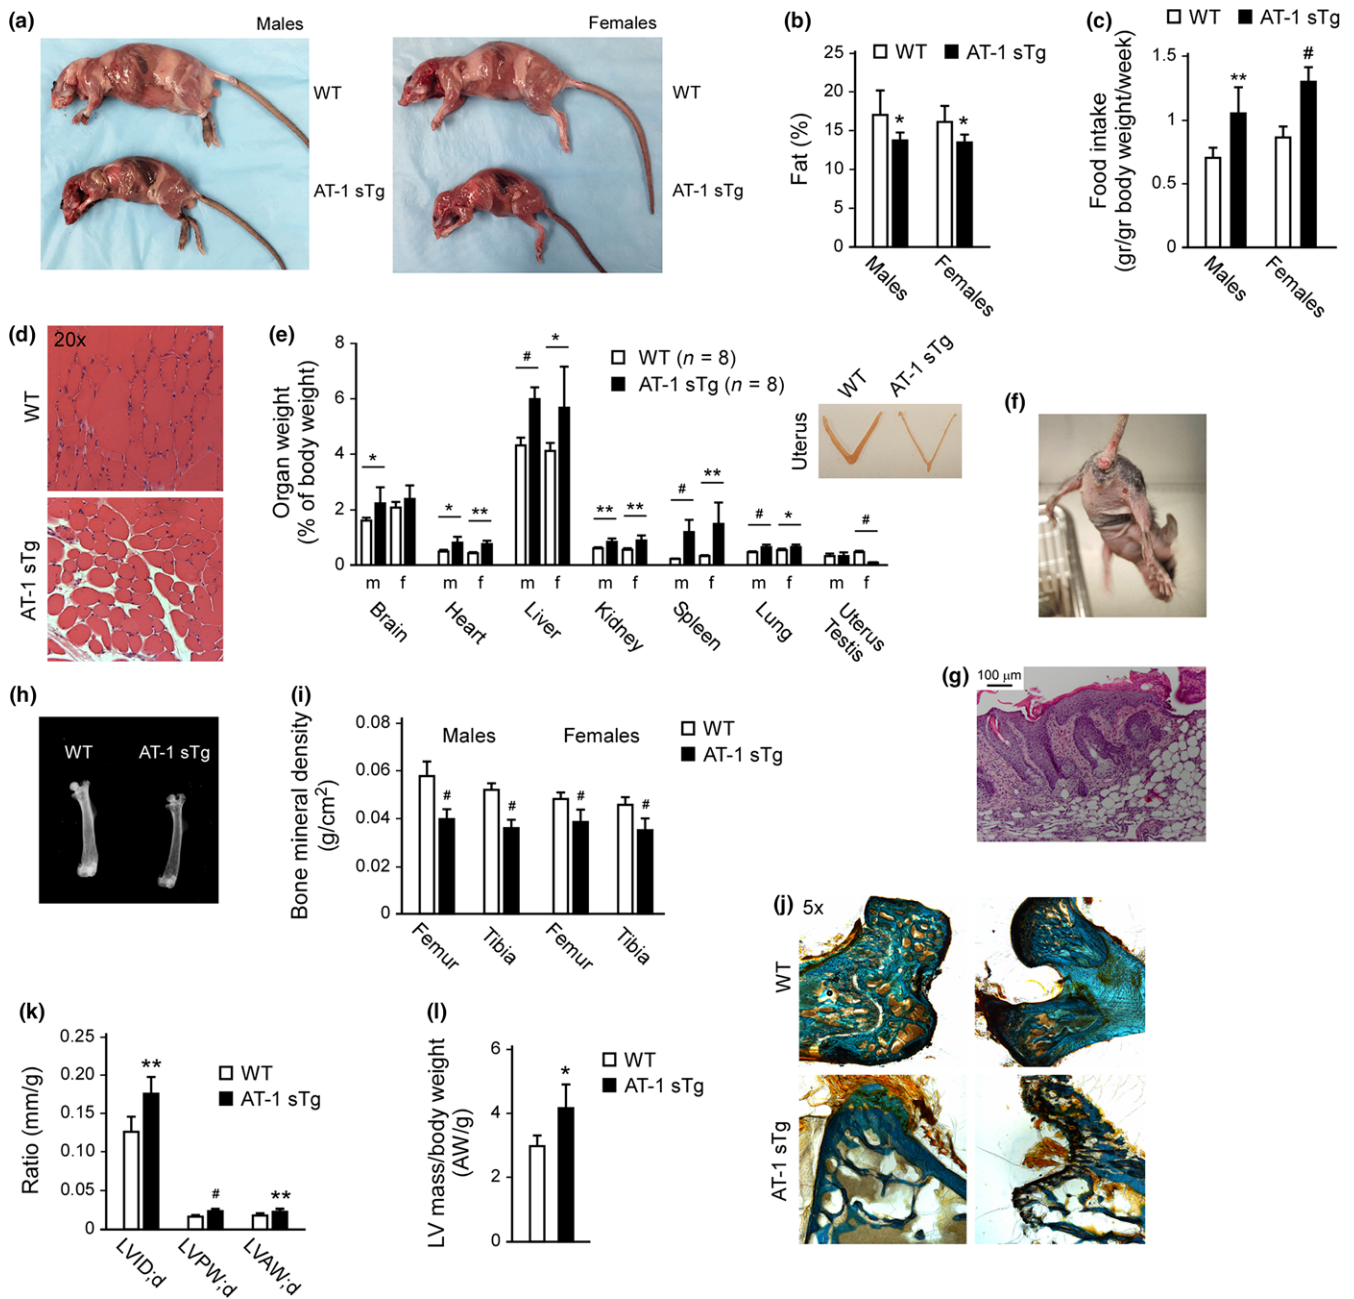 (a)
Males
Females
WT
AT-1 sTg
WT
AT-1 sTg
(b)
WT
AT-1 sTg
Fat (%)
25
20
15
10
5
0
*
*
Males
Females
(c)
WT
AT-1 sTg
Food intake
(gr/gr body weight/week)
1.5
1
0.5
0
**
#
Males
Females
(d)
20x
WT
AT-1 sTg
(e)
Organ weight
(% of body weight)
8
6
4
2
0
WT (n = 8)
AT-1 sTg (n = 8)
*
*
**
#
*
**
**
#
**
#
*
#
m f m f m f m f m f m f m f
Brain
Heart
Liver
Kidney
Spleen
Lung
Uterus
Testis
WT
AT-1 sTg
Uterus
(f)
(g)
100 μm
(h)
WT
AT-1 sTg
(i)
Bone mineral density
(g/cm2)
0.08
0.06
0.04
0.02
0
Males
Females
WT
AT-1 sTg
#
#
#
#
Femur
Tibia
Femur
Tibia
(j)
5x
WT
AT-1 sTg
(k)
Ratio (mm/g)
0.25
0.20
0.15
0.10
0.05
0
WT
AT-1 sTg
**
#
**
LVID;d
LVPW;d
LVAW;d
(l)
LV mass/body weight
(AW/g)
6
4
2
0
WT
AT-1 sTg
*